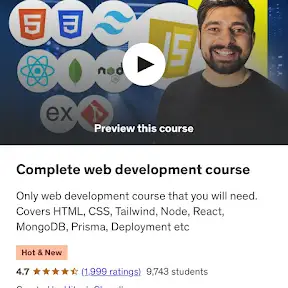 5
3
JS
node
ex
Preview this course
Complete web development course
Only web development course that you will need.
Covers HTML, CSS, Tailwind, Node, React,
MongoDB, Prisma, Deployment etc
Hot & New
4.7 (1,999 ratings) 9,743 students